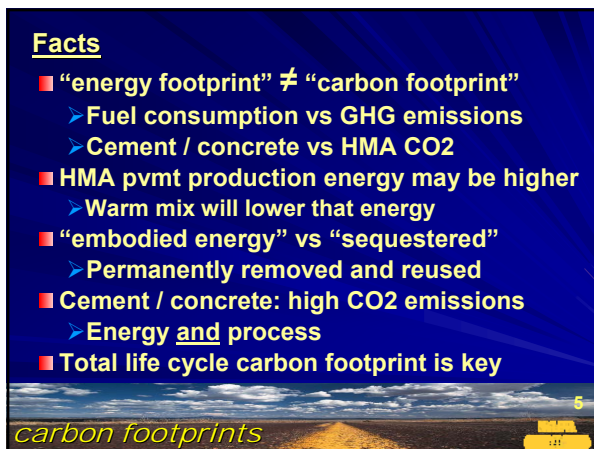 Facts
“energy footprint” ≠ “carbon footprint”
Fuel consumption vs GHG emissions
Cement / concrete vs HMA CO2
HMA pvmt production energy may be higher
Warm mix will lower that energy
“embodied energy” vs “sequestered”
Permanently removed and reused
Cement / concrete: high CO2 emissions
Energy and process
Total life cycle carbon footprint is key
5
carbon footprints